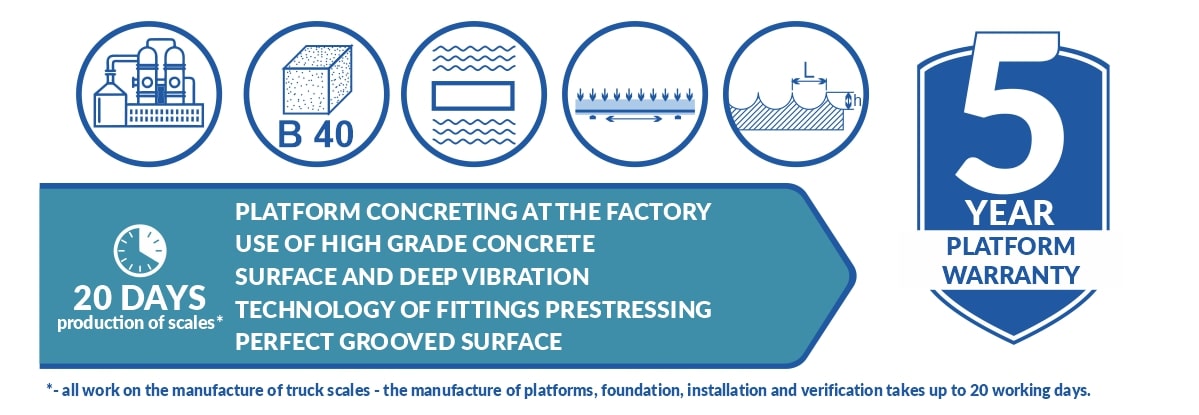 B 40
L
h
5
YEAR
PLATFORM
WARRANTY
20 DAYS
production of scales*
PLATFORM CONCRETING AT THE FACTORY
USE OF HIGH GRADE CONCRETE
SURFACE AND DEEP VIBRATION
TECHNOLOGY OF FITTINGS PRESTRESSING
PERFECT GROOVED SURFACE
*- all work on the manufacture of truck scales - the manufacture of platforms, foundation, installation and verification takes up to 20 working days.